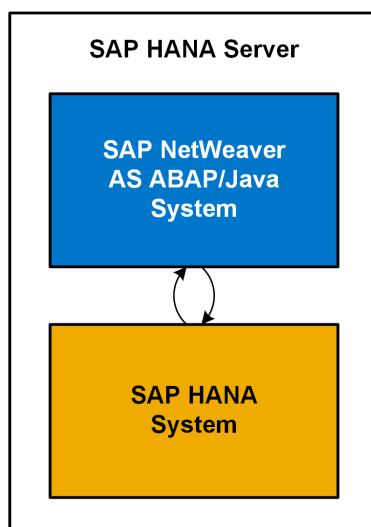 SAP HANA Server
SAP NetWeaver
AS ABAP/Java
System
SAP HANA
System